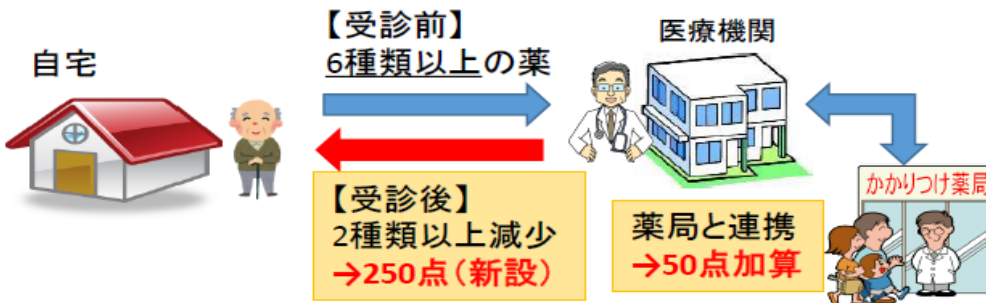 自宅
【受診前】
6種類以上の薬
医療機関
かかりつけ薬局
【受診後】
2種類以上減少
→250点(新設)
薬局と連携
→50点加算